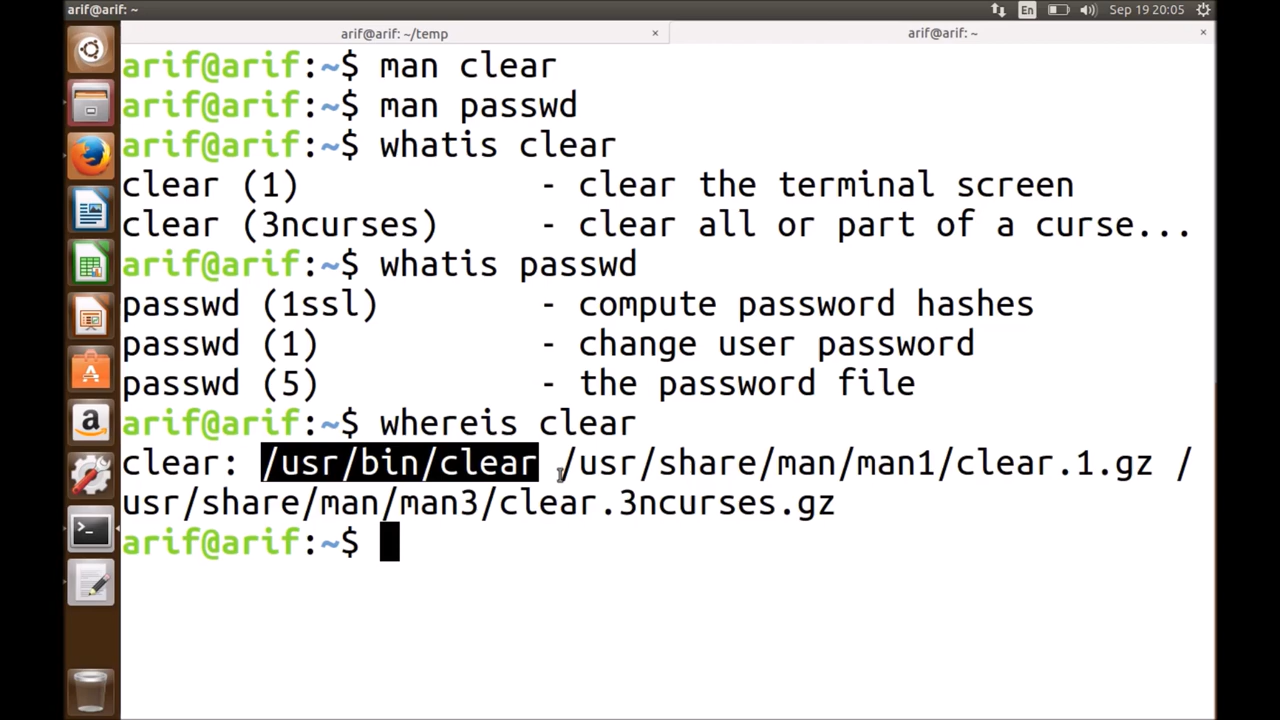 arif@arif: ~
En
Sep 19 20:05
arif@arif: ~/temp
×
arif@arif: ~
×
arif@arif:~$ man clear
arif@arif:~$ man passwd
arif@arif:~$ whatis clear
clear (1)            - clear the terminal screen
clear (3ncurses)     - clear all or part of a curse...
arif@arif:~$ whatis passwd
passwd (1ssl)        - compute password hashes
passwd (1)           - change user password
passwd (5)           - the password file
arif@arif:~$ whereis clear
clear: /usr/bin/clear /usr/share/man/man1/clear.1.gz /
usr/share/man/man3/clear.3ncurses.gz
arif@arif:~$